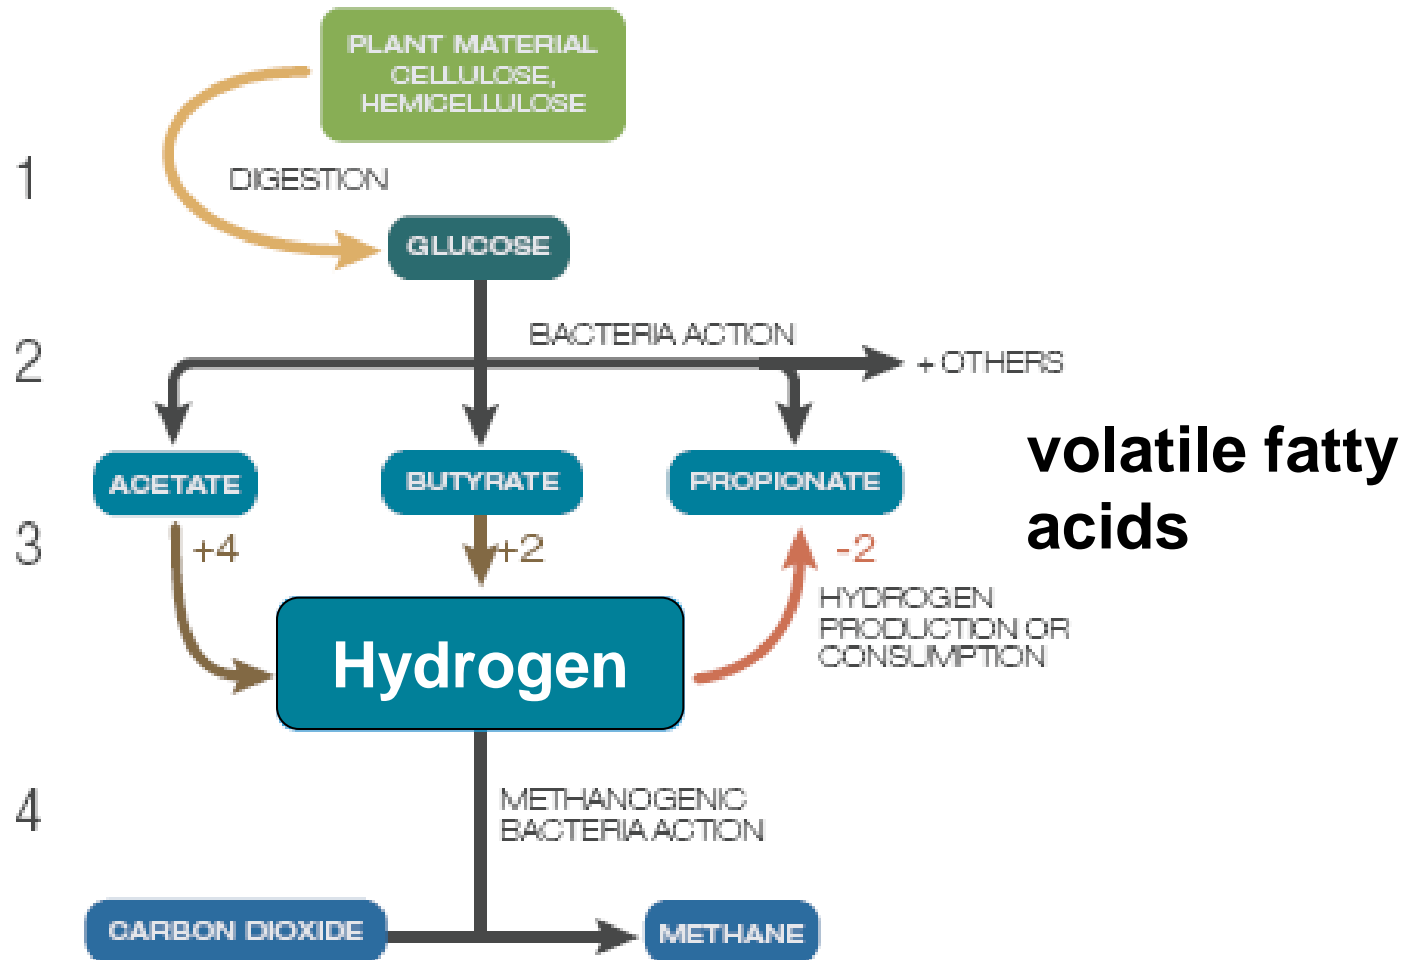 PLANT MATERIAL
CELLULOSE,
HEMICELLULOSE
1
DIGESTION
GLUCOSE
BACTERIA ACTION
2
+ OTHERS
volatile fatty
acids
ACETATE
BUTYRATE
PROPIONATE
3
+4
+2
-2
HYDROGEN
PRODUCTION OR
CONSUMPTION
Hydrogen
4
METHANOGENIC
BACTERIA ACTION
CARBON DIOXIDE
METHANE